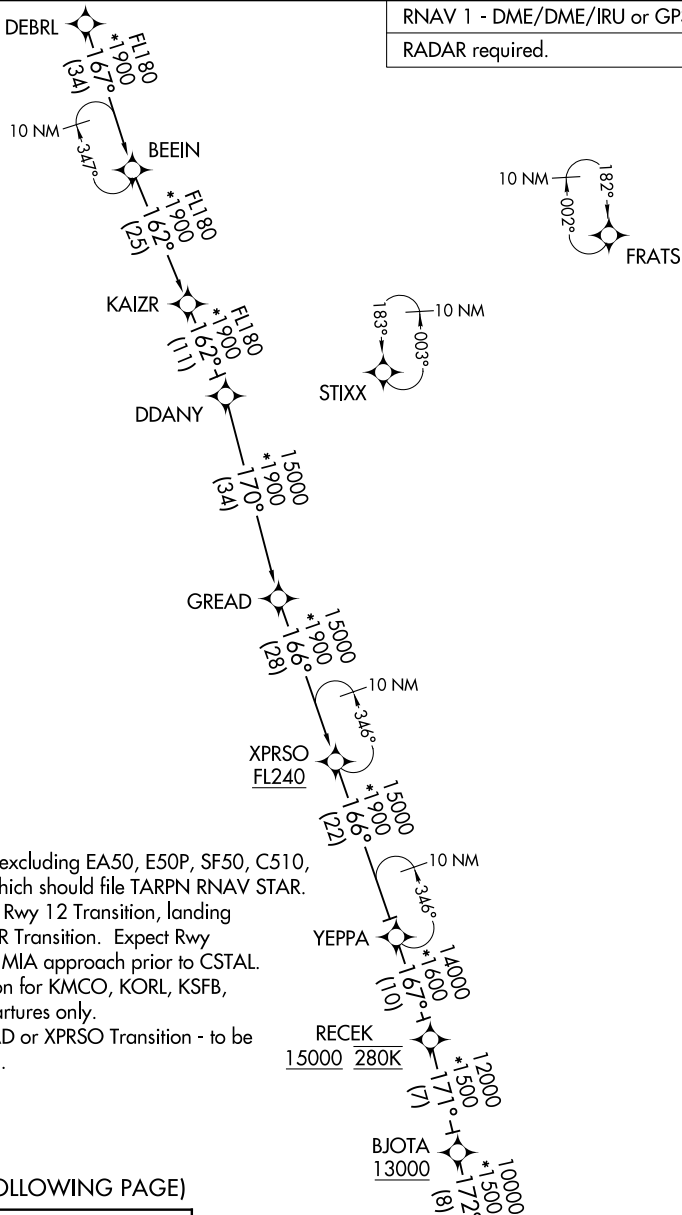 RNAV 1 - DME/DME/IRU or GPS
RADAR required.
DEBRL
FL180
*1900
167°
(34)
10 NM
347°
BEEIN
FL180
*1900
162°
(25)
10 NM
182°
002°
FRATS
KAIZR
FL180
*1900
162°
(11)
10 NM
183°
003°
STIXX
DDANY
15000
*1900
170°
(34)
GREAD
15000
*1900
166°
(28)
10 NM
346°
XPRSO
FL240
15000
*1900
166°
(22)
10 NM
346°
excluding EA50, E50P, SF50, C510,
hich should file TARPN RNAV STAR.
Rwy 12 Transition, landing
R Transition. Expect Rwy
MIA approach prior to CSTAL.
on for KMCO, KORL, KSFB,
artures only.
AD or XPRSO Transition - to be
.
YEPPA
14000
*1600
167°
(10)
RECEK
15000 280K
12000
*1500
171°
(7)
BJOTA
13000
10000
*1500
172°
(8)
OLLOWING PAGE)